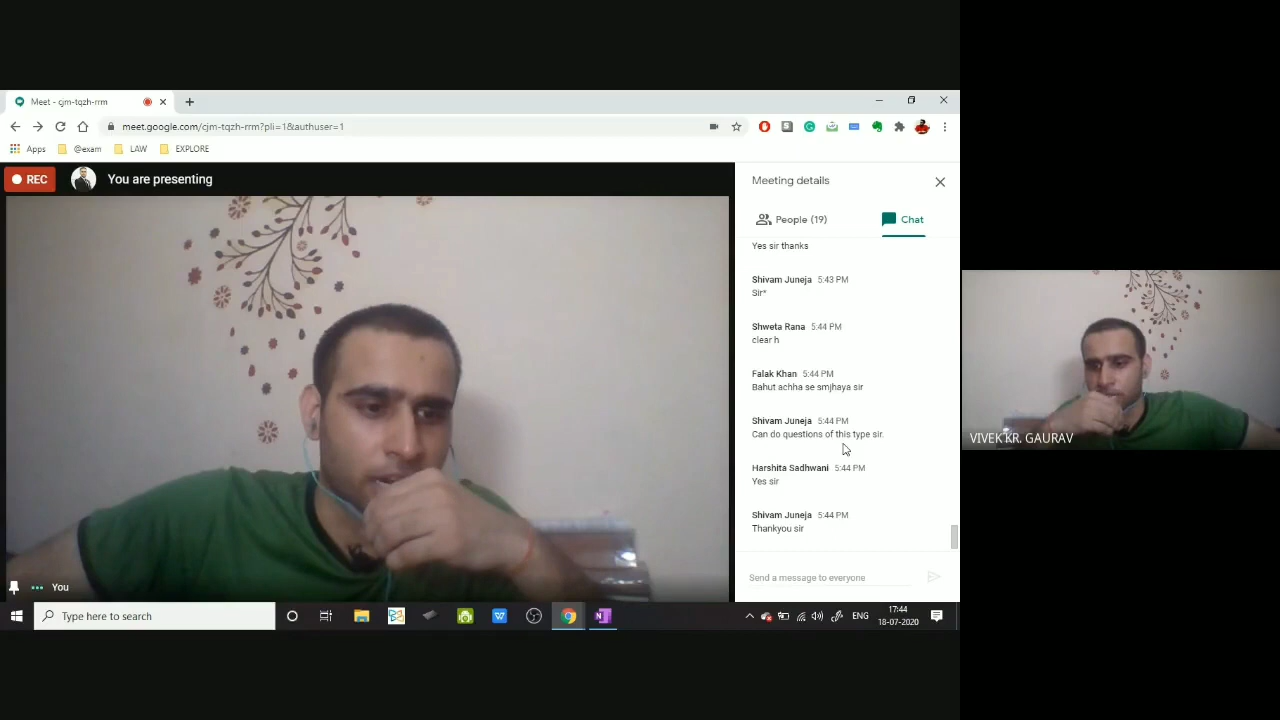 Meet - cjm-tqzh-rrm
meet.google.com/cjm-tqzh-rrm?pli=1&authuser=1
Apps
@exam
LAW
EXPLORE
REC
You are presenting
Meeting details
People (19)
Chat
Yes sir thanks
Shivam Juneja 5:43 PM
Sir*
Shweta Rana 5:44 PM
clear h
Falak Khan 5:44 PM
Bahut achha se smjhaya sir
Shivam Juneja 5:44 PM
Can do questions of this type sir.
Harshita Sadhwani 5:44 PM
Yes sir
Shivam Juneja 5:44 PM
Thankyou sir
Send a message to everyone
You
VIVEK KR. GAURAV
Type here to search
ENG
17:44
18-07-2020